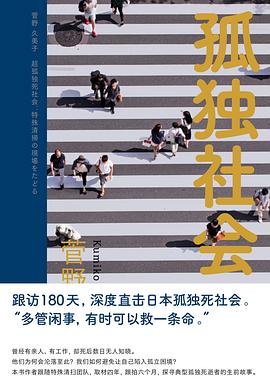 菅野 久美子 超孤独死社会 特殊清掃の現場をたどる
孤独社会
菅野
Kumiko
跟访180天，深度直击日本孤独死社会。
“多管闲事，有时可以救一条命。”
曾经有亲人，有工作，却死后数日无人知晓。
他们为何会沦落至此？我们如何避免让自己陷入孤立困境？
本书作者跟随特殊清扫团队，取材四年，跟拍六个月，探寻典型孤独死逝者的生前故事。